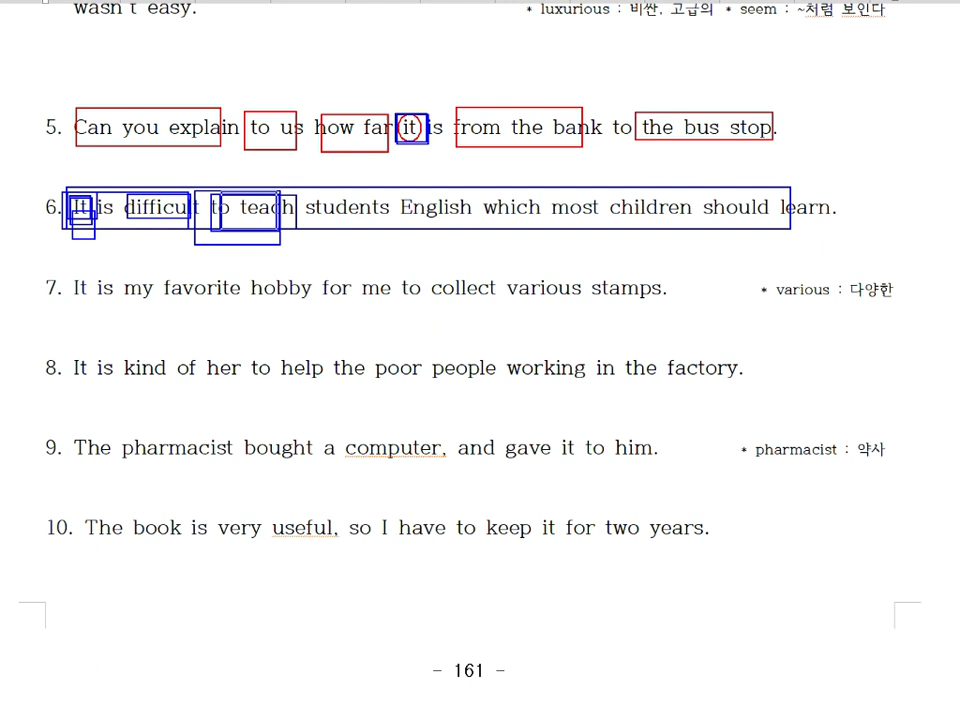 wasn't easy. * luxurious : 비싼, 고급의 * seem : ~처럼 보인다
5. Can you explain to us how far it is from the bank to the bus stop.
6. It is difficult to teach students English which most children should learn.
7. It is my favorite hobby for me to collect various stamps. * various : 다양한
8. It is kind of her to help the poor people working in the factory.
9. The pharmacist bought a computer, and gave it to him. * pharmacist : 약사
10. The book is very useful, so I have to keep it for two years.
- 161 -